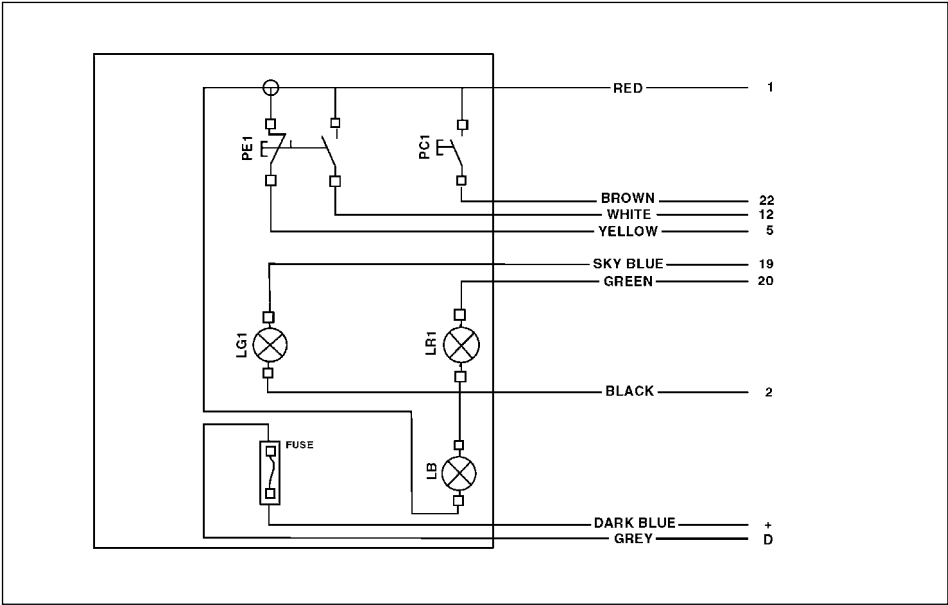 RED 1
PE1
PC1
BROWN 22
WHITE 12
YELLOW 5
SKY BLUE 19
GREEN 20
LG1
LR1
BLACK 2
FUSE
LB
DARK BLUE +
GREY D